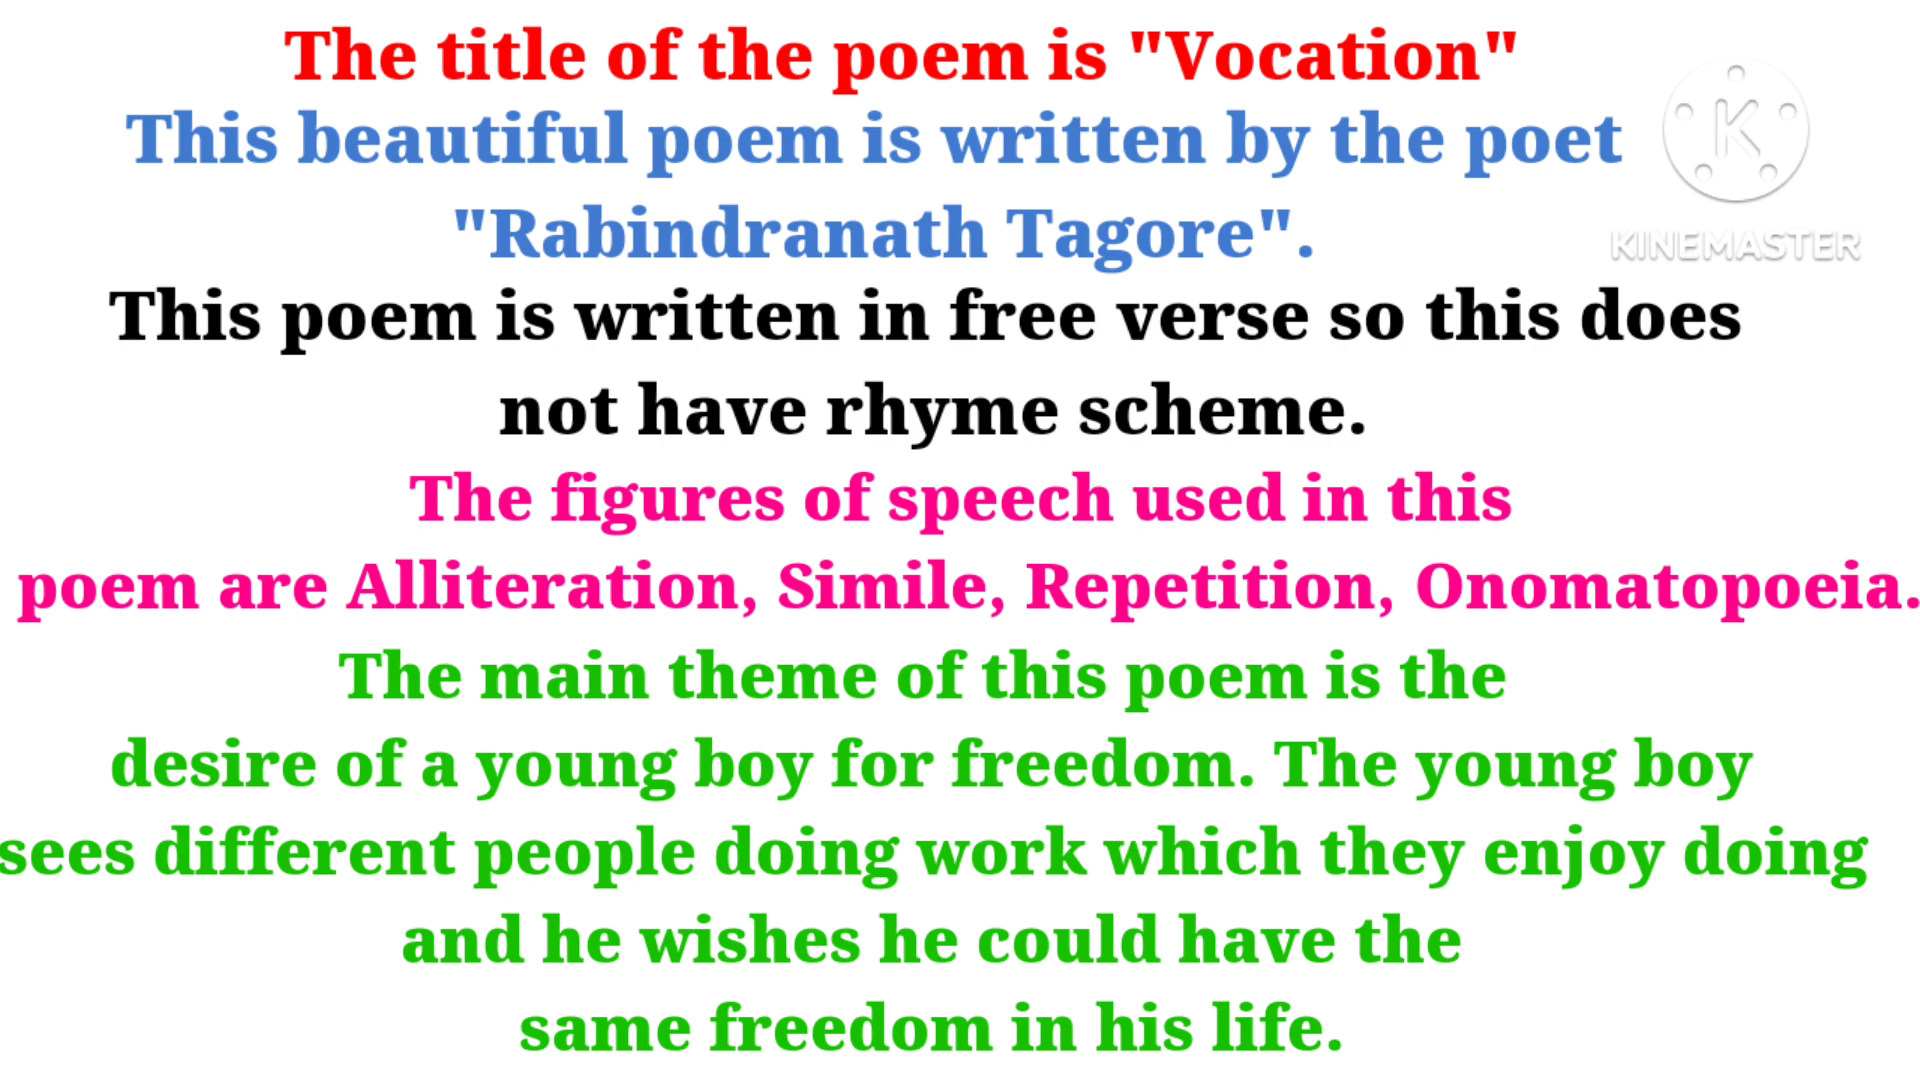 The title of the poem is "Vocation"
This beautiful poem is written by the poet
"Rabindranath Tagore".
K
KINEMASTER
This poem is written in free verse so this does
not have rhyme scheme.
The figures of speech used in this
poem are Alliteration, Simile, Repetition, Onomatopoeia.
The main theme of this poem is the
desire of a young boy for freedom. The young boy
sees different people doing work which they enjoy doing
and he wishes he could have the
same freedom in his life.